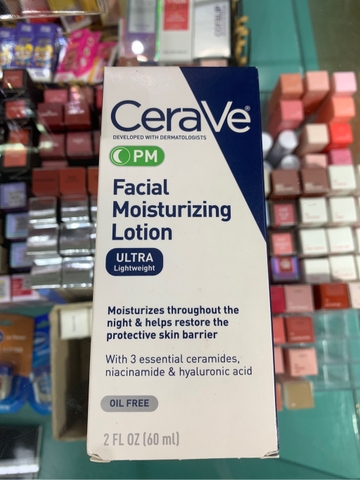 CeraVe®
DEVELOPED WITH DERMATOLOGISTS
PM
Facial
Moisturizing
Lotion
ULTRA
Lightweight
Moisturizes throughout the
night & helps restore the
protective skin barrier
With 3 essential ceramides,
niacinamide & hyaluronic acid
OIL FREE
2 FL OZ (60 ml)